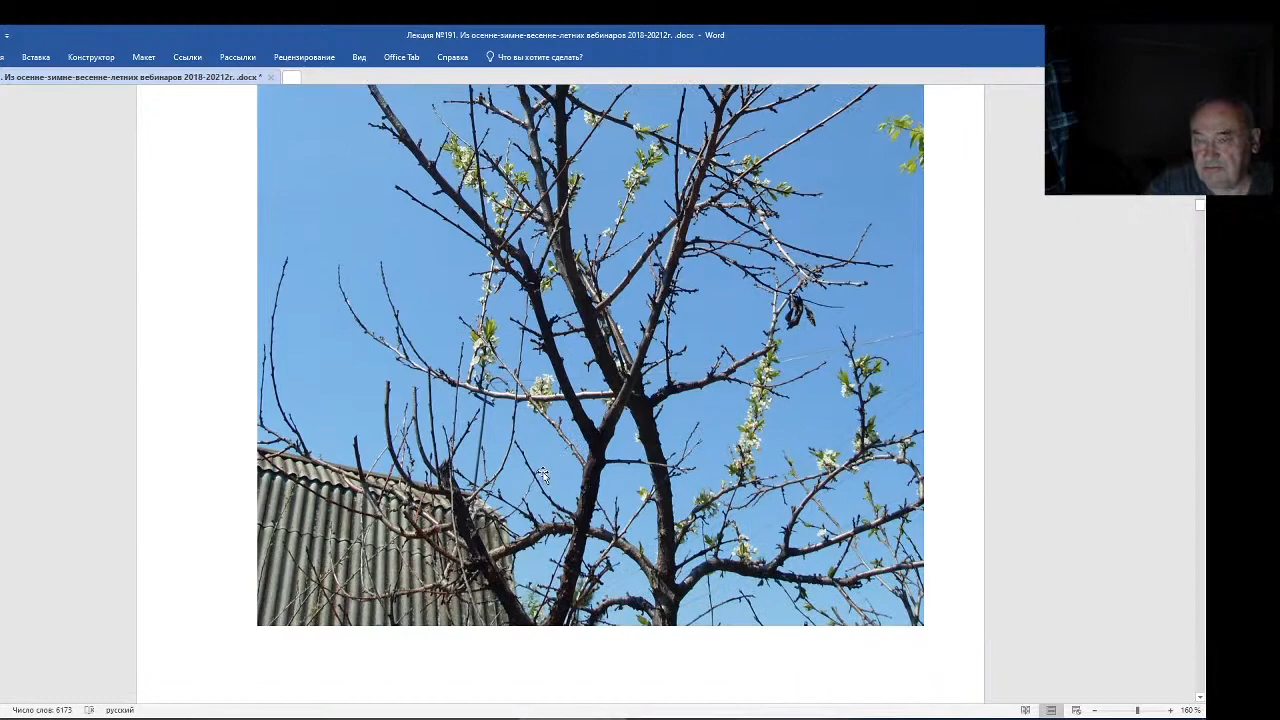 Лекция №191. Из осенне-зимне-весенне-летних вебинаров 2018-20212г. .docx - Word
Вставка Конструктор Макет Ссылки Рассылки Рецензирование Вид Office Tab Справка Что вы хотите сделать?
. Из осенне-зимне-весенне-летних вебинаров 2018-20212г. .docx *
Число слов: 6173 русский 160 %